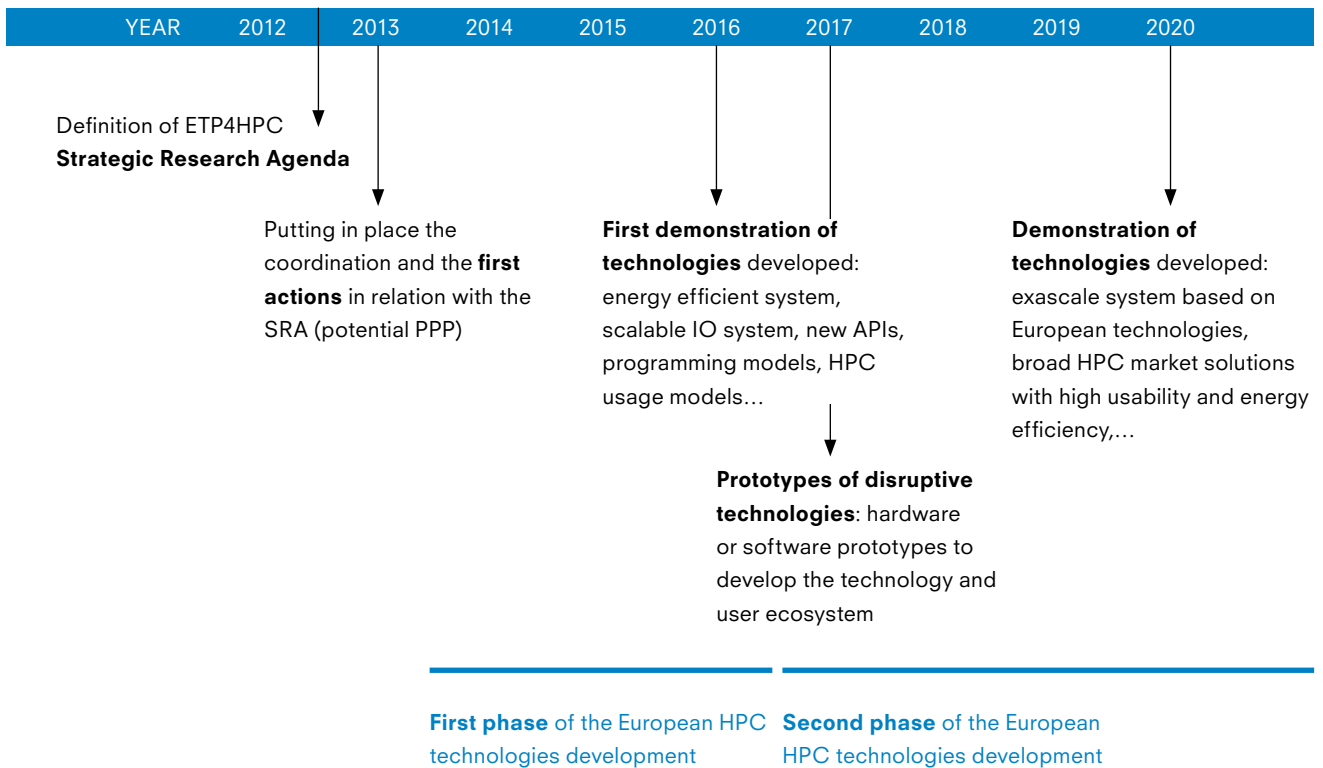 YEAR 2012 2013 2014 2015 2016 2017 2018 2019 2020
Definition of ETP4HPC
Strategic Research Agenda
Putting in place the
coordination and the first
actions in relation with the
SRA (potential PPP)
First demonstration of
technologies developed:
energy efficient system,
scalable IO system, new APIs,
programming models, HPC
usage models…
Prototypes of disruptive
technologies: hardware
or software prototypes to
develop the technology and
user ecosystem
Demonstration of
technologies developed:
exascale system based on
European technologies,
broad HPC market solutions
with high usability and energy
efficiency,…
First phase of the European HPC
technologies development
Second phase of the European
HPC technologies development